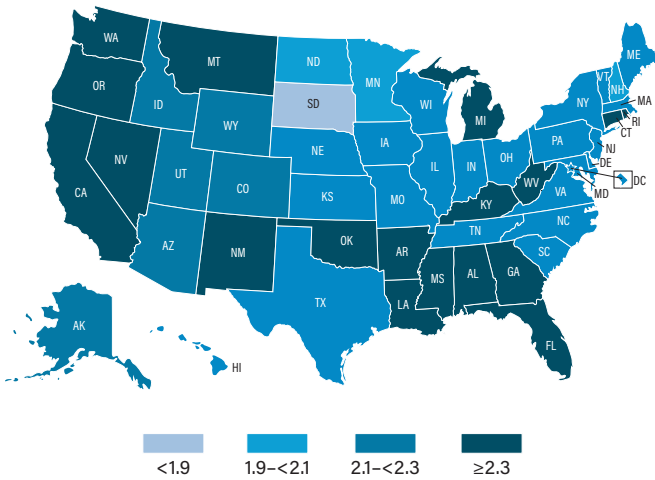 WA
MT
ND
MN
ME
VT
NH
OR
ID
SD
WI
NY
MA
MI
RI
CT
WY
NV
NE
IA
PA
NJ
OH
IL
IN
DE
UT
CO
WV
DC
CA
KS
MO
VA
MD
KY
NC
TN
AZ
NM
OK
AR
SC
MS
AL
GA
TX
LA
AK
FL
HI
<1.9
1.9–<2.1
2.1–<2.3
≥2.3